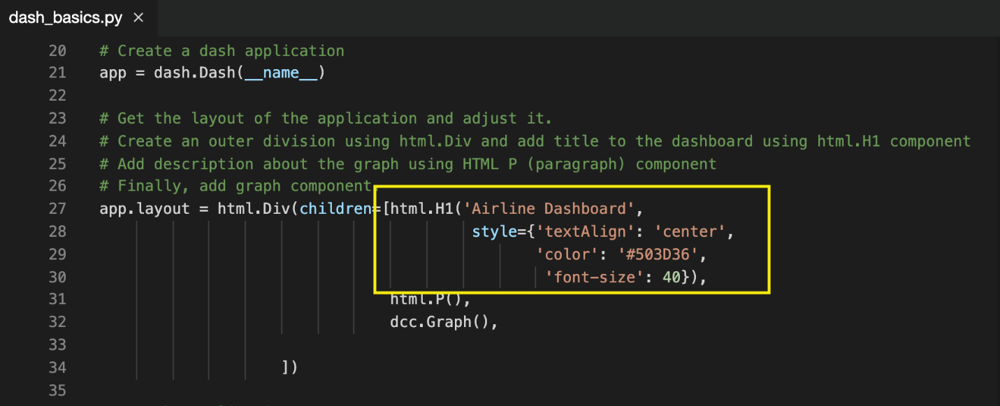 dash_basics.py ×
20 # Create a dash application
21 app = dash.Dash(__name__)
22
23 # Get the layout of the application and adjust it.
24 # Create an outer division using html.Div and add title to the dashboard using html.H1 component
25 # Add description about the graph using HTML P (paragraph) component
26 # Finally, add graph component.
27 app.layout = html.Div(children=[html.H1('Airline Dashboard',
28 style={'textAlign': 'center',
29 'color': '#503D36',
30 'font-size': 40}),
31 html.P(),
32 dcc.Graph(),
33
34 ])
35